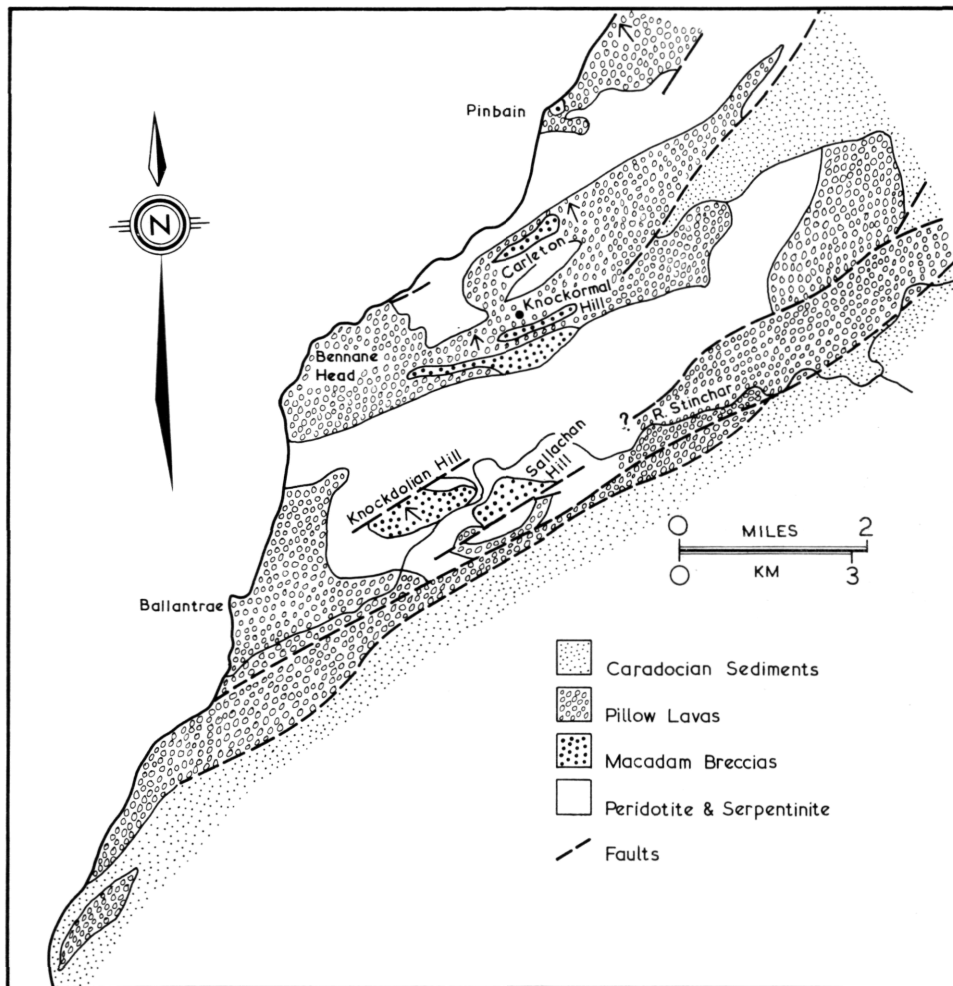 Pinbain
N
Carleton
Knockormal
Hill
Bennane
Head
R. Stinchar
?
Sallachan
Hill
Knockdolian Hill
Ballantrae
O MILES 2
O KM 3
Caradocian Sediments
Pillow Lavas
Macadam Breccias
Peridotite & Serpentinite
Faults